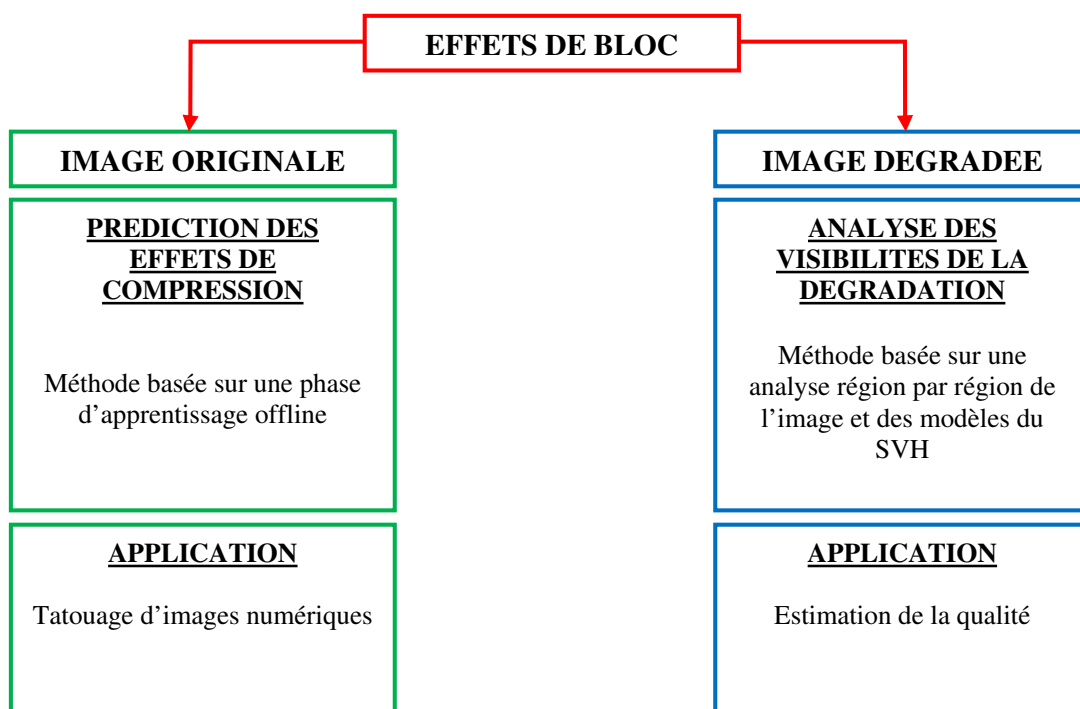 EFFETS DE BLOC
IMAGE ORIGINALE
PREDICTION DES
EFFETS DE
COMPRESSION
Méthode basée sur une phase
d’apprentissage offline
APPLICATION
Tatouage d’images numériques
IMAGE DEGRADEE
ANALYSE DES
VISIBILITES DE LA
DEGRADATION
Méthode basée sur une
analyse région par région de
l’image et des modèles du
SVH
APPLICATION
Estimation de la qualité